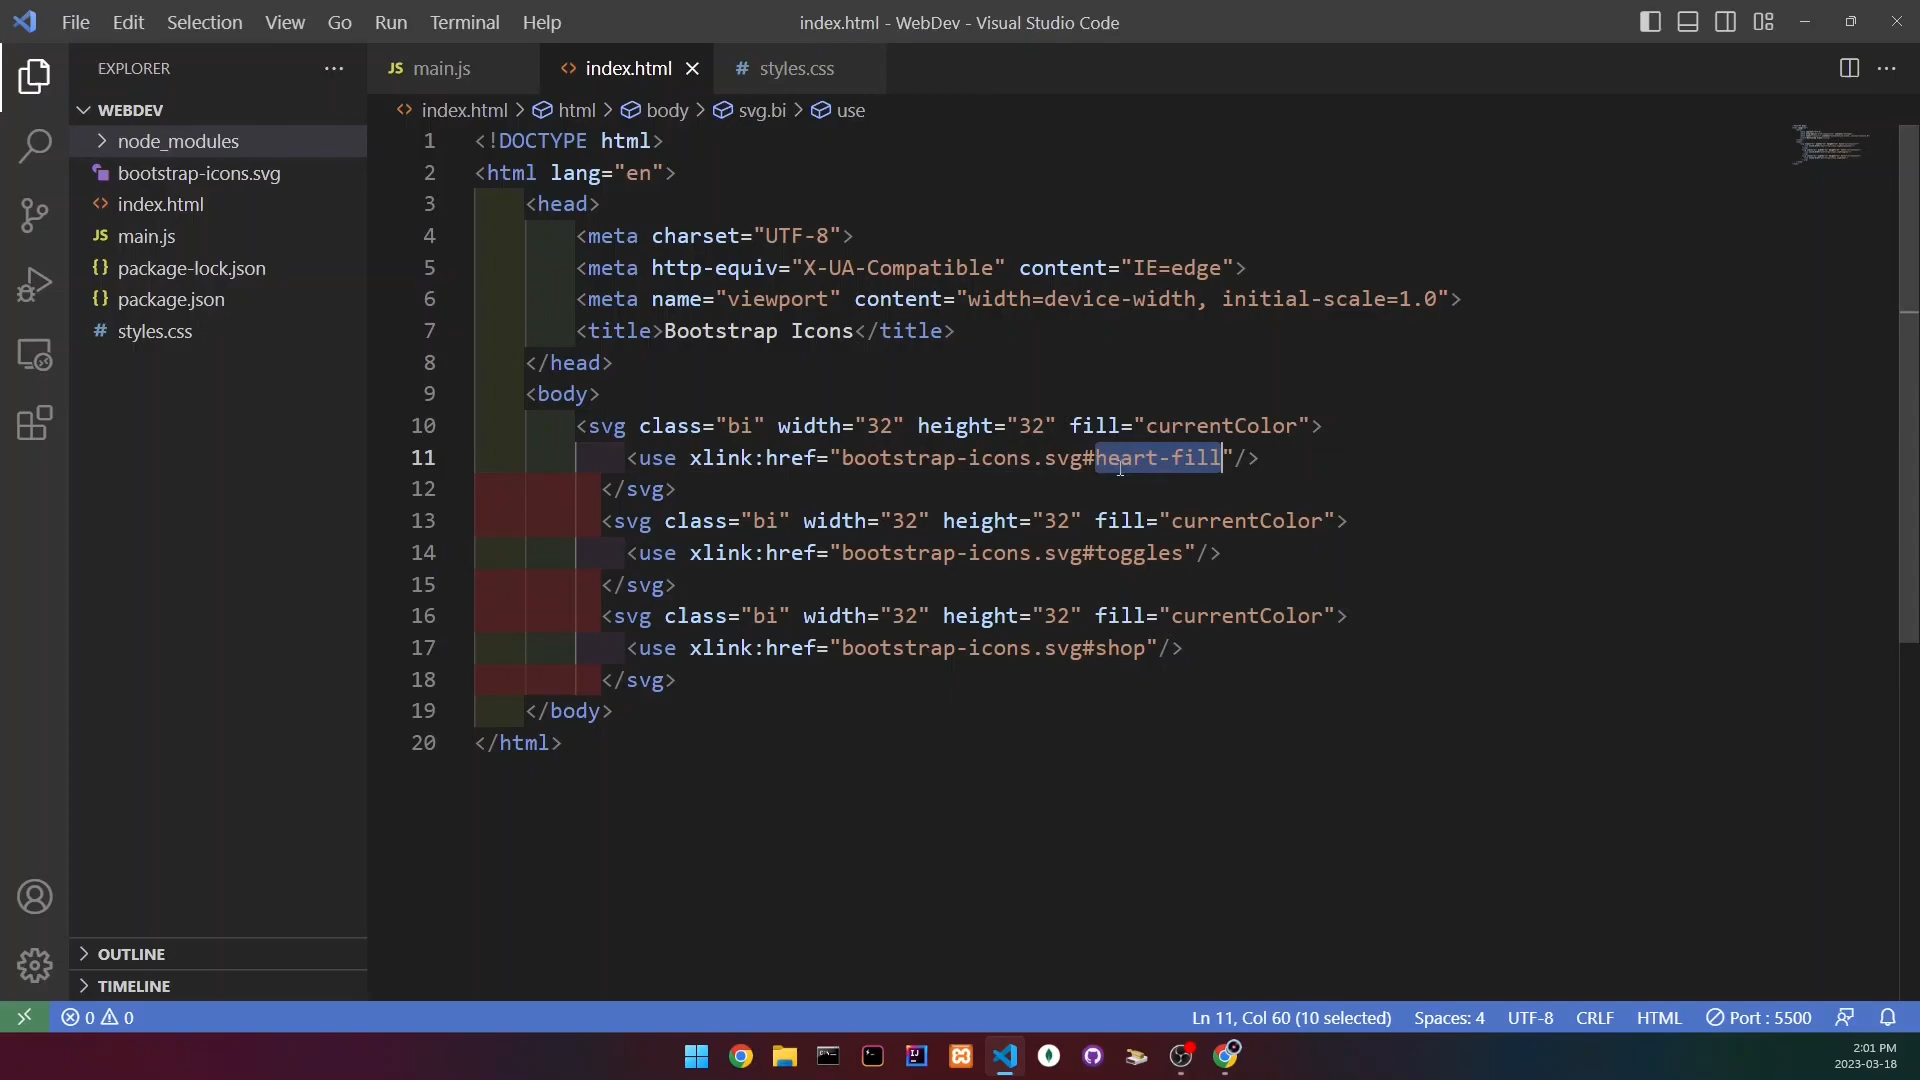 File Edit Selection View Go Run Terminal Help
index.html - WebDev - Visual Studio Code
EXPLORER
WEBDEV
node_modules
bootstrap-icons.svg
index.html
JS main.js
{} package-lock.json
{} package.json
# styles.css
OUTLINE
TIMELINE
JS main.js
<> index.html
# styles.css
<> index.html > html > body > svg.bi > use
1 <!DOCTYPE html>
2 <html lang="en">
3 <head>
4 <meta charset="UTF-8">
5 <meta http-equiv="X-UA-Compatible" content="IE=edge">
6 <meta name="viewport" content="width=device-width, initial-scale=1.0">
7 <title>Bootstrap Icons</title>
8 </head>
9 <body>
10 <svg class="bi" width="32" height="32" fill="currentColor">
11 <use xlink:href="bootstrap-icons.svg#heart-fill"/>
12 </svg>
13 <svg class="bi" width="32" height="32" fill="currentColor">
14 <use xlink:href="bootstrap-icons.svg#toggles"/>
15 </svg>
16 <svg class="bi" width="32" height="32" fill="currentColor">
17 <use xlink:href="bootstrap-icons.svg#shop"/>
18 </svg>
19 </body>
20 </html>
0 0
Ln 11, Col 60 (10 selected) Spaces: 4 UTF-8 CRLF HTML Port : 5500
2:01 PM
2023-03-18